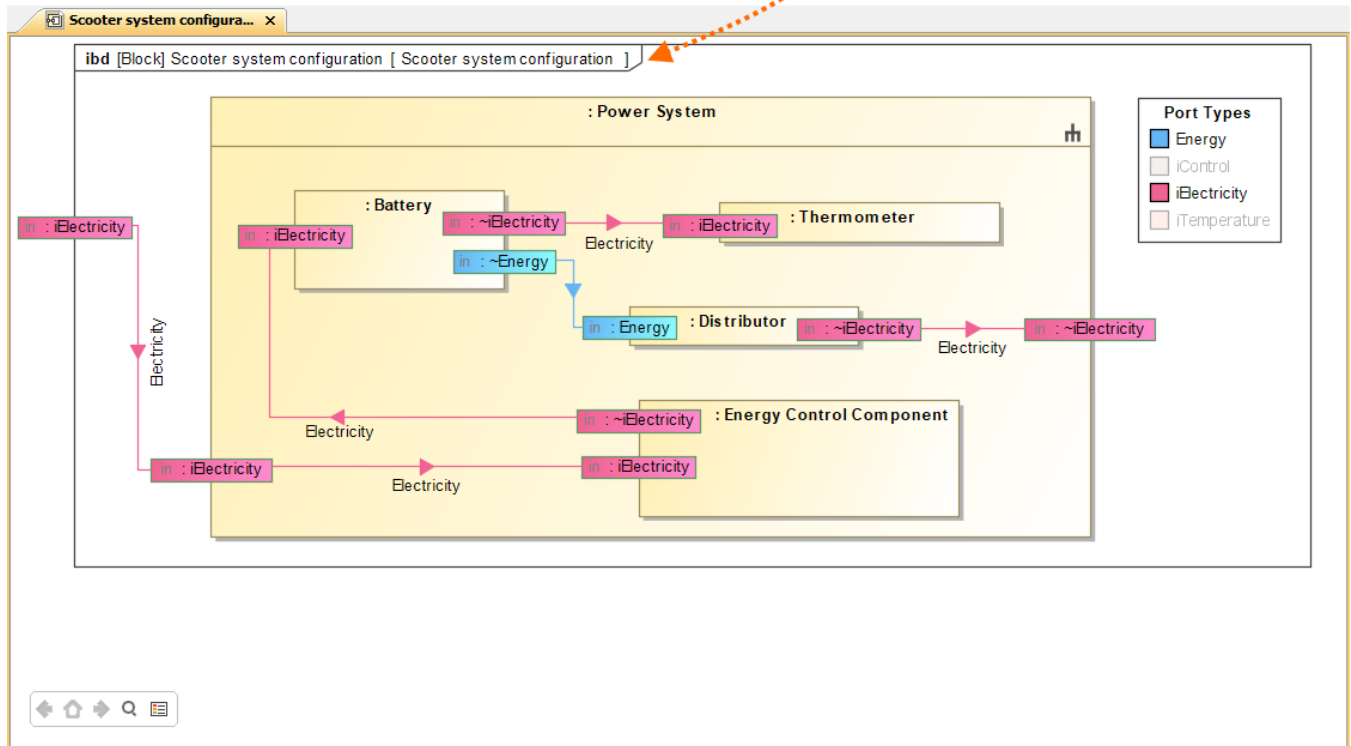 Scooter system configura... X
ibd [Block] Scooter system configuration [ Scooter system configuration ]
: Power System
Port Types
Energy
iControl
iElectricity
iTemperature
: Battery
in : ~iElectricity
in : iElectricity
: Thermometer
in : iElectricity
in : iElectricity
Electricity
in : ~Energy
in : Energy
: Distributor
in : ~iElectricity
in : ~iElectricity
Electricity
Electricity
in : ~iElectricity
: Energy Control Component
Electricity
in : iElectricity
in : iElectricity
Electricity